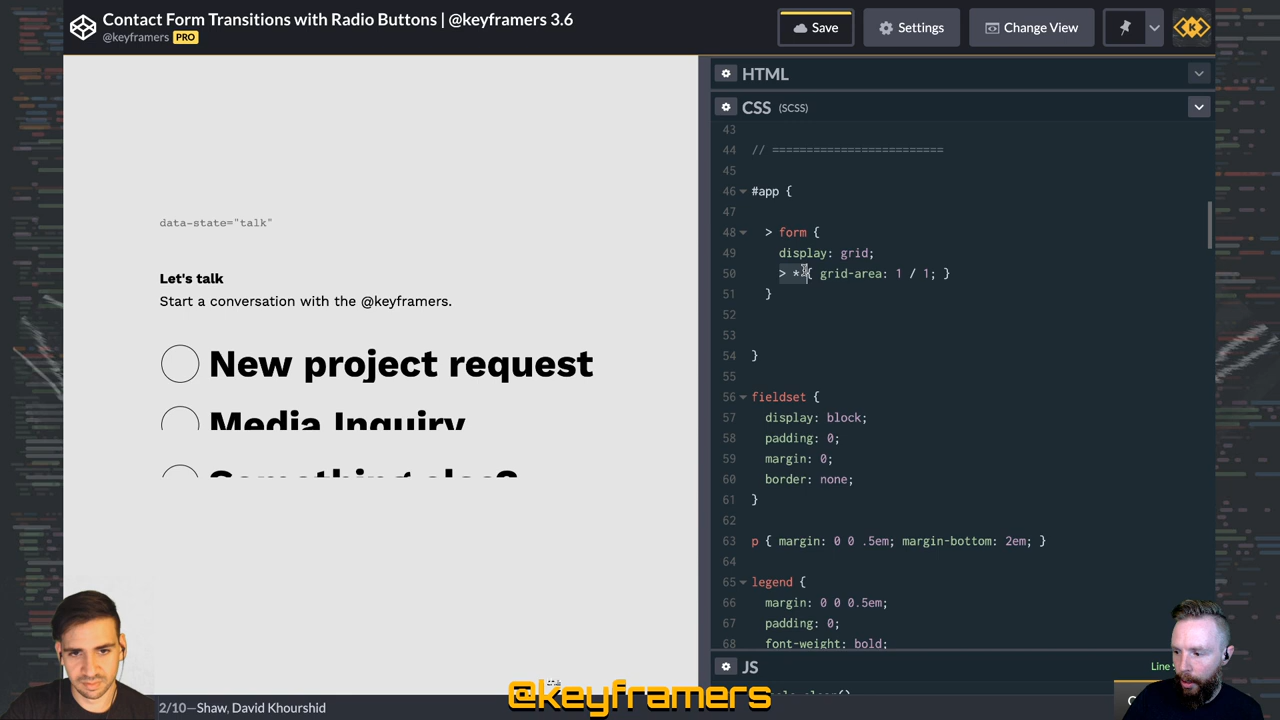 Contact Form Transitions with Radio Buttons | @keyframers 3.6
@keyframers PRO
Save
Settings
Change View
HTML
CSS (SCSS)
43
44 // =========================
45
46 #app {
47
48 > form {
49 display: grid;
50 > * { grid-area: 1 / 1; }
51 }
52
53
54 }
55
56 fieldset {
57 display: block;
58 padding: 0;
59 margin: 0;
60 border: none;
61 }
62
63 p { margin: 0 0 .5em; margin-bottom: 2em; }
64
65 legend {
66 margin: 0 0 0.5em;
67 padding: 0;
68 font-weight: bold;
JS
Line
data-state="talk"
Let's talk
Start a conversation with the @keyframers.
New project request
Media Inquiry
Something else?
@keyframers
2/10—Shaw, David Khourshid